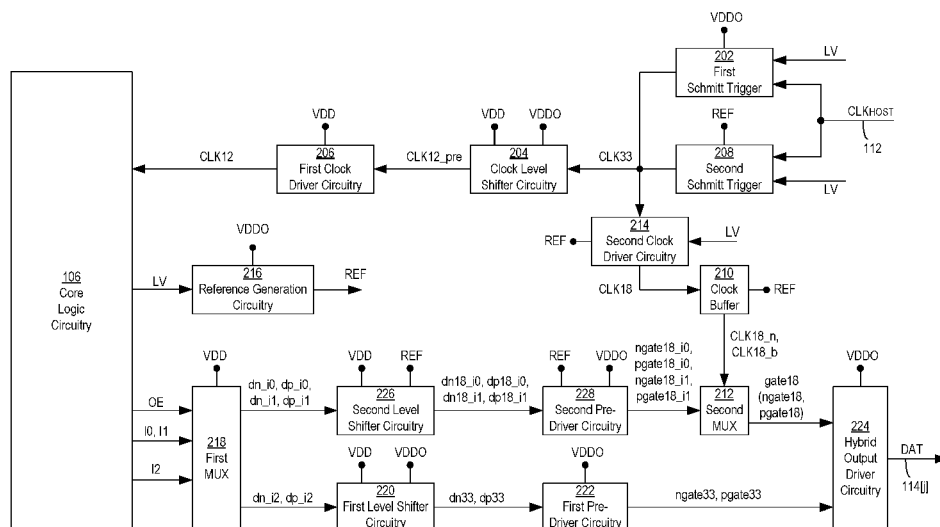 VDDO
202
First
Schmitt Trigger
LV
CLKHOST
112
REF
208
Second
Schmitt Trigger
LV
VDD
VDDO
VDD
CLK12
206
First Clock
Driver Circuitry
CLK12_pre
204
Clock Level
Shifter Circuitry
CLK33
214
Second Clock
Driver Circuitry
REF
LV
CLK18
210
Clock
Buffer
REF
VDDO
216
Reference Generation
Circuitry
LV
REF
106
Core
Logic
Circuitry
CLK18_n,
CLK18_b
VDD
VDD
REF
REF
VDDO
VDDO
OE
I0, I1
I2
218
First
MUX
dn_i0, dp_i0,
dn_i1, dp_i1
226
Second Level
Shifter Circuitry
dn18_i0, dp18_i0,
dn18_i1, dp18_i1
228
Second Pre-
Driver Circuitry
ngate18_i0,
pgate18_i0,
ngate18_i1,
pgate18_i1
212
Second
MUX
gate18
(ngate18,
pgate18)
224
Hybrid
Output
Driver
Circuitry
DAT
114[j]
VDD
VDDO
VDDO
dn_i2, dp_i2
220
First Level Shifter
Circuitry
dn33, dp33
222
First Pre-
Driver Circuitry
ngate33, pgate33